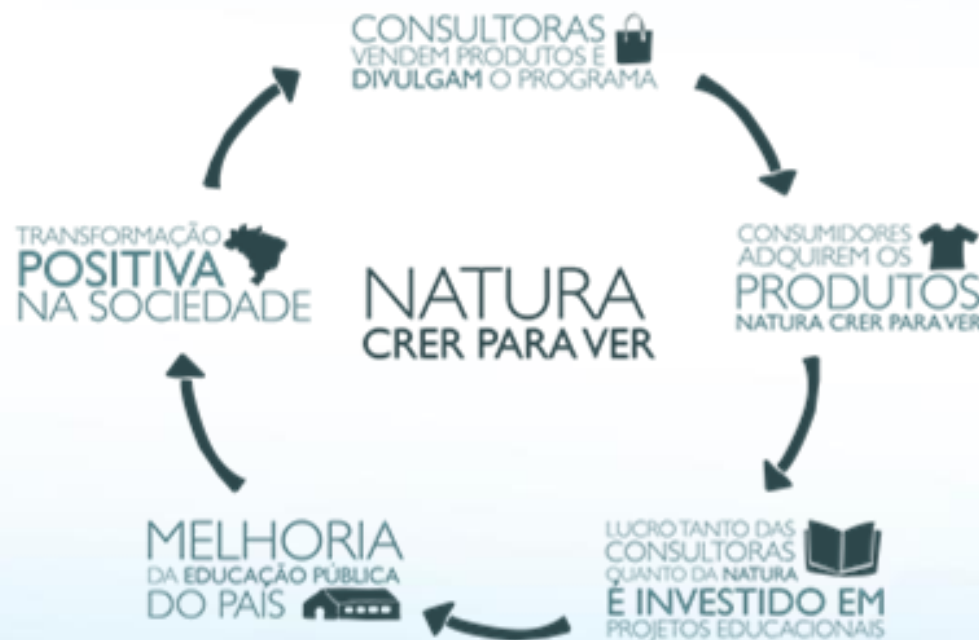 CONSULTORAS
VENDEM PRODUTOS E
DIVULGAM O PROGRAMA
CONSUMIDORES
ADQUIREM OS
PRODUTOS
NATURA CRER PARA VER
LUCRO TANTO DAS
CONSULTORAS
QUANTO DA NATURA
É INVESTIDO EM
PROJETOS EDUCACIONAIS
MELHORIA
DA EDUCAÇÃO PÚBLICA
DO PAÍS
TRANSFORMAÇÃO
POSITIVA
NA SOCIEDADE
NATURA
CRER PARA VER